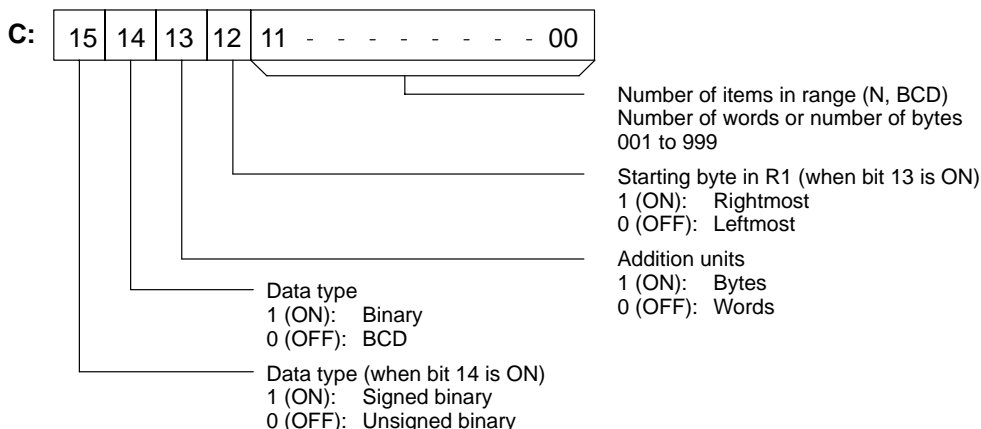 C: 15 14 13 12 11 - - - - - - - - 00
Number of items in range (N, BCD)
Number of words or number of bytes
001 to 999
Starting byte in R1 (when bit 13 is ON)
1 (ON): Rightmost
0 (OFF): Leftmost
Addition units
1 (ON): Bytes
0 (OFF): Words
Data type
1 (ON): Binary
0 (OFF): BCD
Data type (when bit 14 is ON)
1 (ON): Signed binary
0 (OFF): Unsigned binary